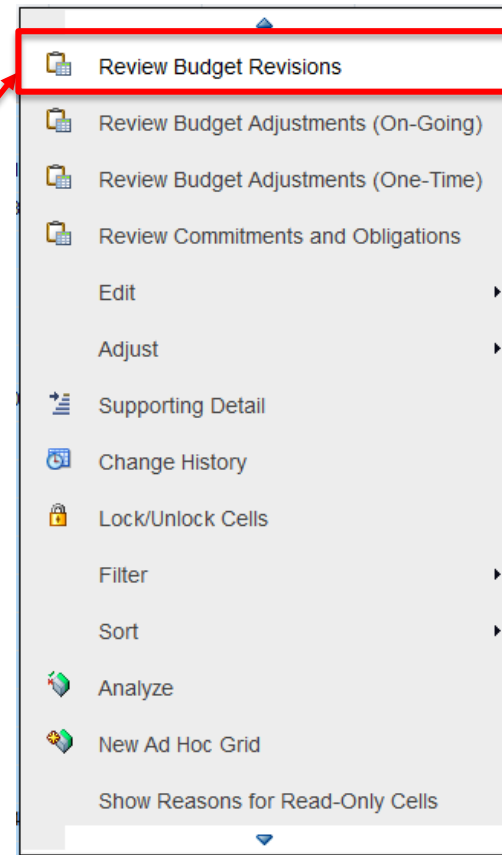 Review Budget Revisions
Review Budget Adjustments (On-Going)
Review Budget Adjustments (One-Time)
Review Commitments and Obligations
Edit
Adjust
Supporting Detail
Change History
Lock/Unlock Cells
Filter
Sort
Analyze
New Ad Hoc Grid
Show Reasons for Read-Only Cells